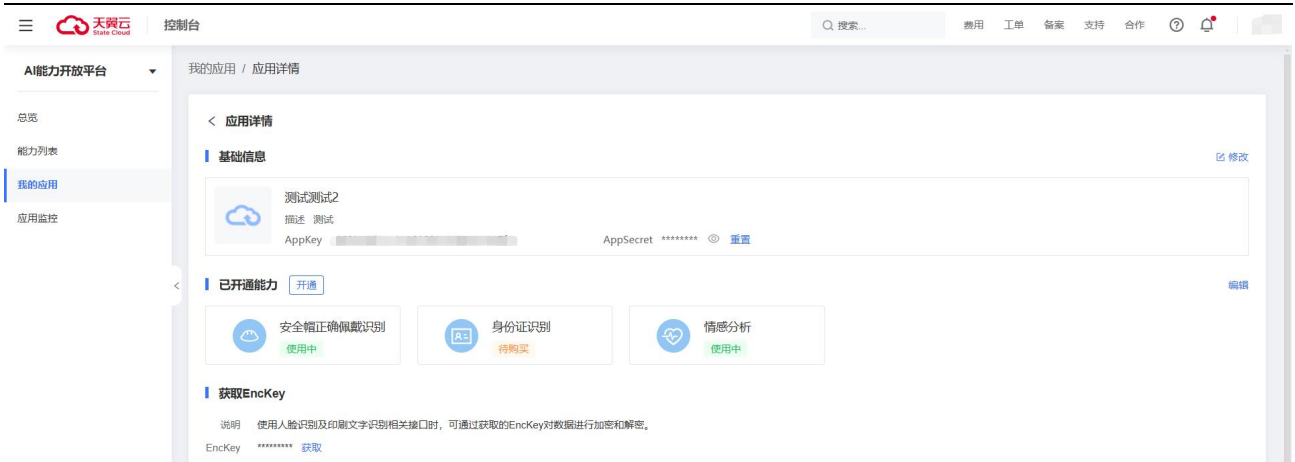 天翼云 State Cloud 控制台 搜索... 费用 工单 备案 支持 合作
AI能力开放平台
总览
能力列表
我的应用
应用监控
我的应用 / 应用详情
< 应用详情
基础信息 修改
测试测试2
描述 测试
AppKey AppSecret ******** 重置
已开通能力 开通 编辑
安全帽正确佩戴识别 身份证识别 情感分析
使用中 待购买 使用中
获取EncKey
说明 使用人脸识别及印刷文字识别相关接口时，可通过获取的EncKey对数据进行加密和解密。
EncKey ********* 获取